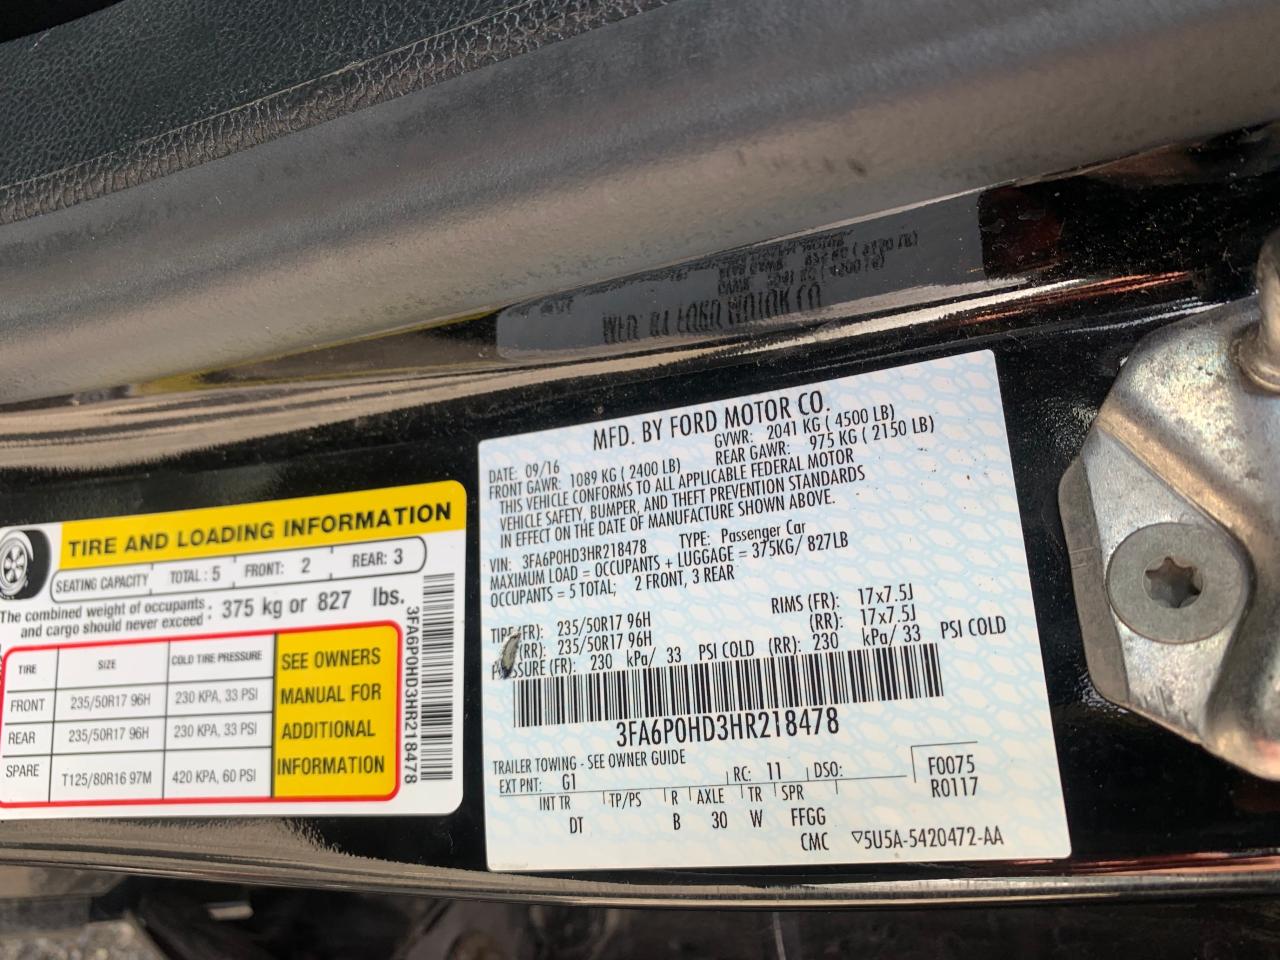 TIRE AND LOADING INFORMATION
SEATING CAPACITY TOTAL : 5 FRONT: 2 REAR: 3
The combined weight of occupants and cargo should never exceed : 375 kg or 827 lbs.
TIRE SIZE COLD TIRE PRESSURE
FRONT 235/50R17 96H 230 KPA, 33 PSI
REAR 235/50R17 96H 230 KPA, 33 PSI
SPARE T125/80R16 97M 420 KPA, 60 PSI
SEE OWNERS
MANUAL FOR
ADDITIONAL
INFORMATION
3FA6P0HD3HR218478
MFD. BY FORD MOTOR CO.
DATE: 09/16 GVWR: 2041 KG ( 4500 LB)
FRONT GAWR: 1089 KG ( 2400 LB) REAR GAWR: 975 KG ( 2150 LB)
THIS VEHICLE CONFORMS TO ALL APPLICABLE FEDERAL MOTOR
VEHICLE SAFETY, BUMPER, AND THEFT PREVENTION STANDARDS
IN EFFECT ON THE DATE OF MANUFACTURE SHOWN ABOVE.
VIN: 3FA6P0HD3HR218478 TYPE: Passenger Car
MAXIMUM LOAD = OCCUPANTS + LUGGAGE = 375KG/ 827LB
OCCUPANTS = 5 TOTAL; 2 FRONT, 3 REAR
TIRE (FR): 235/50R17 96H RIMS (FR): 17x7.5J
(RR): 235/50R17 96H (RR): 17x7.5J
PRESSURE (FR): 230 kPa/ 33 PSI COLD (RR): 230 kPa/ 33 PSI COLD
3FA6P0HD3HR218478
TRAILER TOWING - SEE OWNER GUIDE
EXT PNT: G1 RC: 11 DSO: F0075
R0117
INT TR TP/PS R AXLE TR SPR
DT B 30 W FFGG
CMC ▽5U5A-5420472-AA